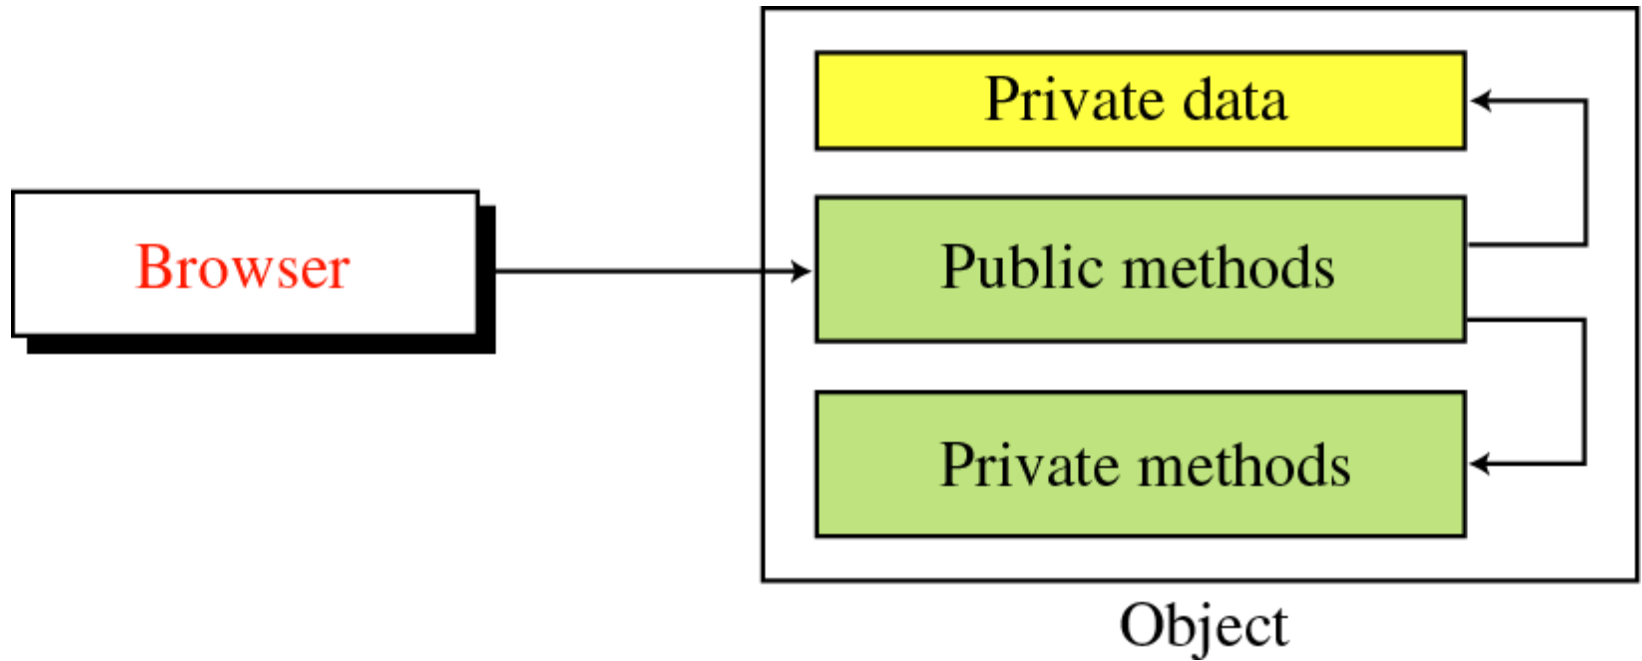 Private data
Browser
Public methods
Private methods
Object